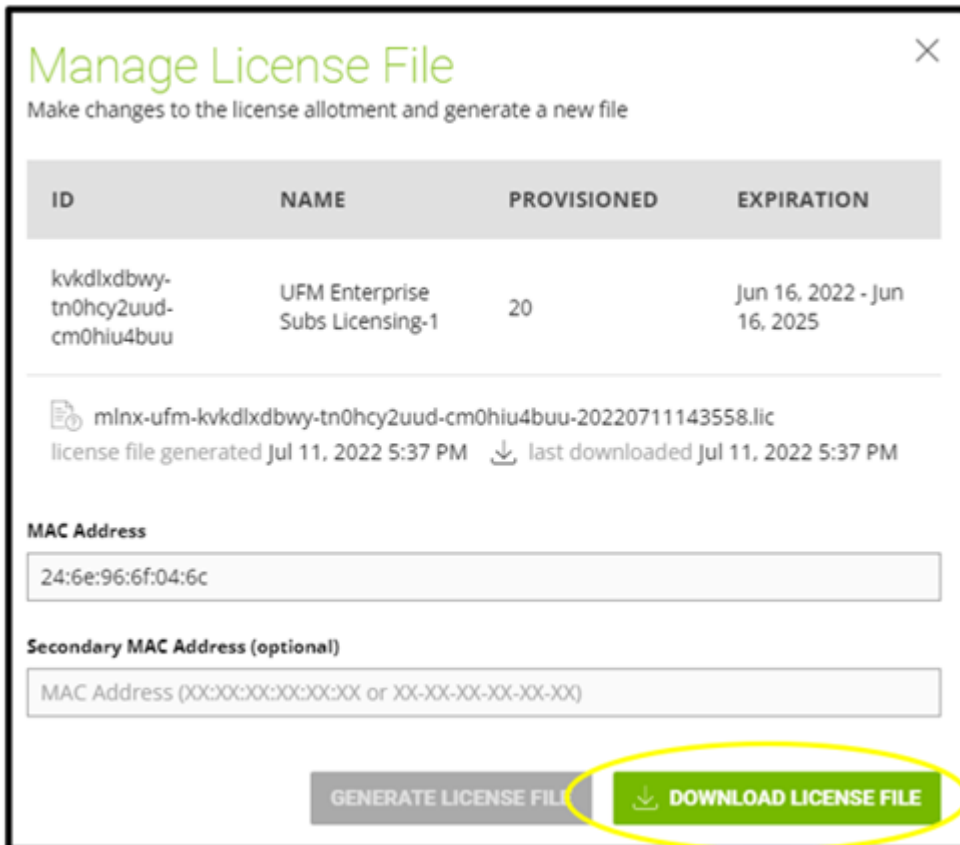 Manage License File
Make changes to the license allotment and generate a new file
ID NAME PROVISIONED EXPIRATION
kvkdlxdbwy-
tn0hcy2uud-
cm0hiu4buu
UFM Enterprise
Subs Licensing-1
20
Jun 16, 2022 - Jun
16, 2025
mlnx-ufm-kvkdlxdbwy-tn0hcy2uud-cm0hiu4buu-20220711143558.lic
license file generated Jul 11, 2022 5:37 PM last downloaded Jul 11, 2022 5:37 PM
MAC Address
24:6e:96:6f:04:6c
Secondary MAC Address (optional)
MAC Address (XX:XX:XX:XX:XX:XX or XX-XX-XX-XX-XX-XX)
GENERATE LICENSE FILE DOWNLOAD LICENSE FILE